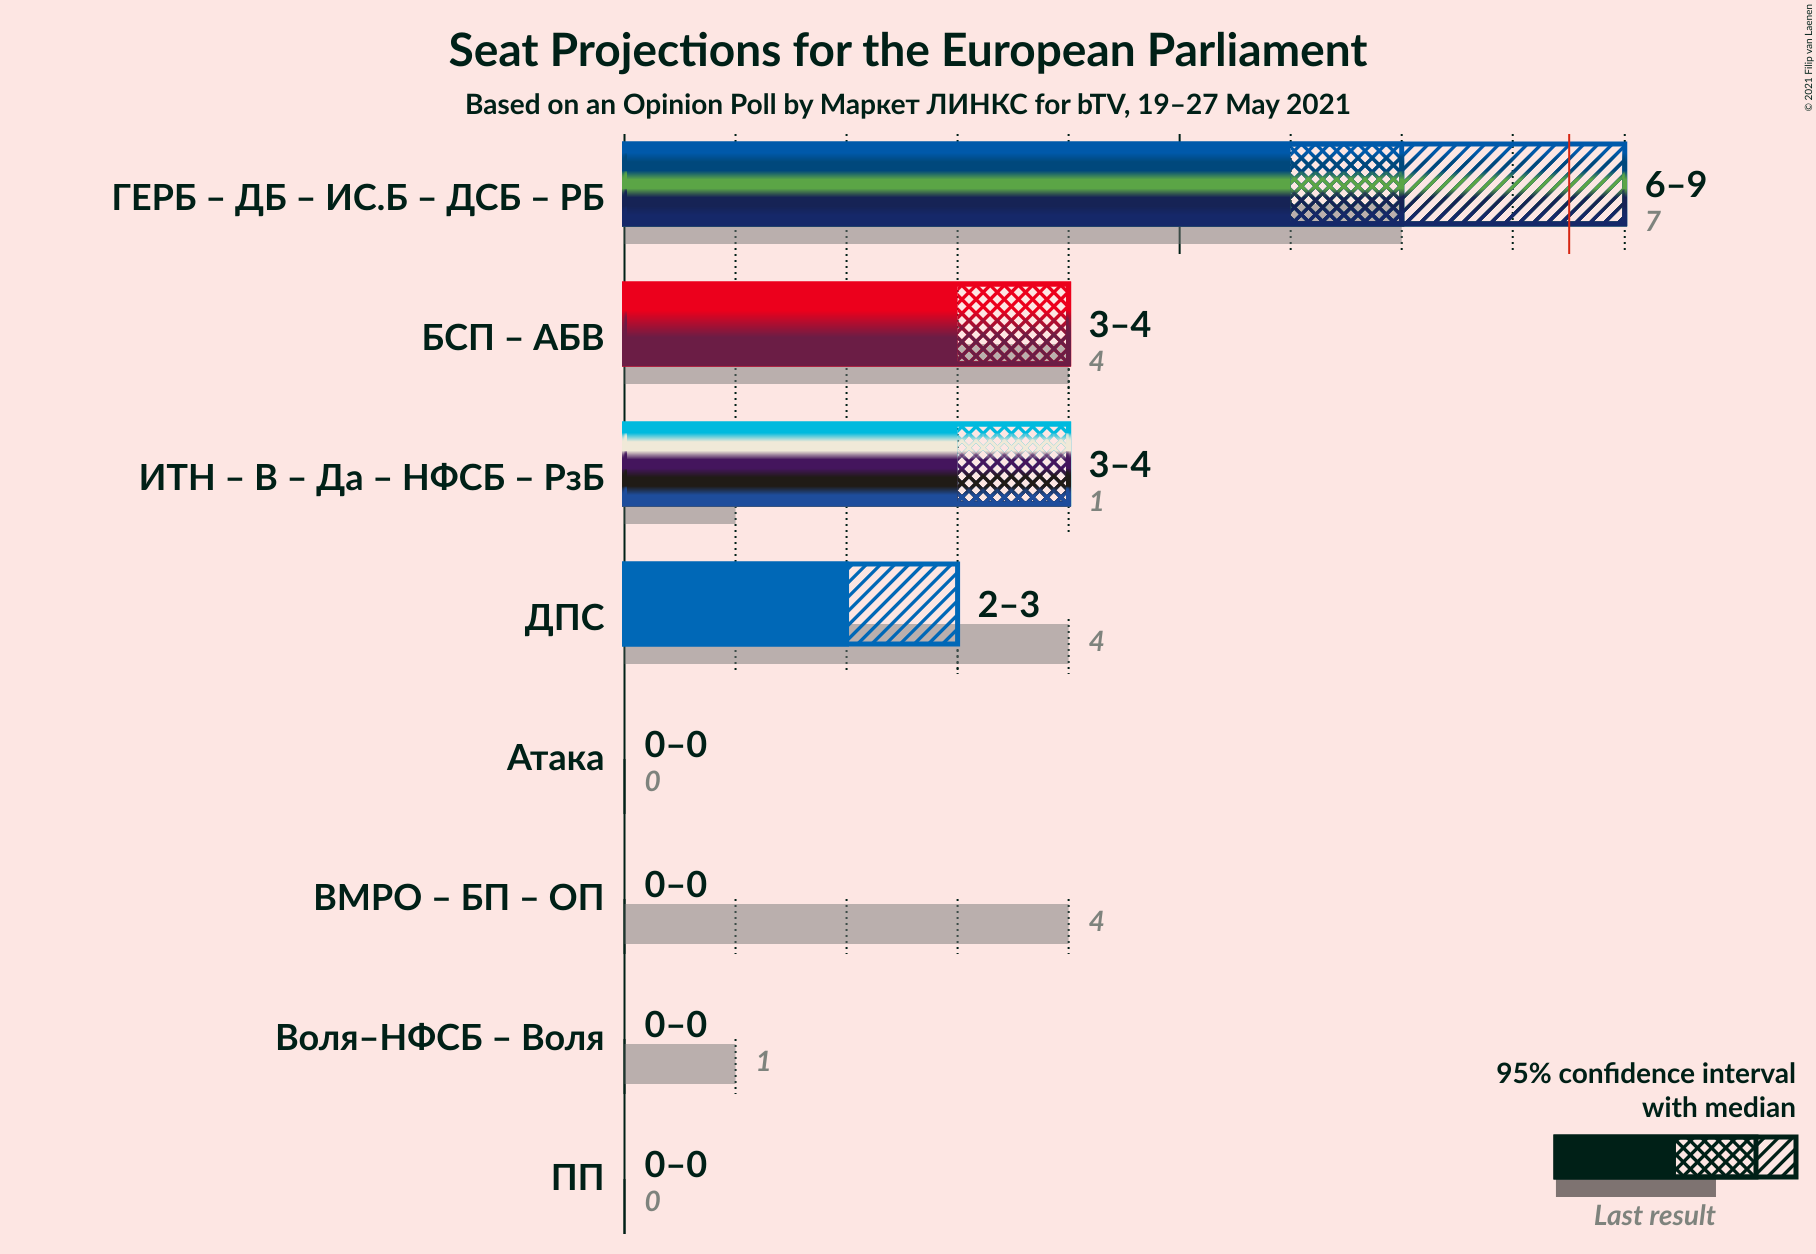 Seat Projections for the European Parliament
Based on an Opinion Poll by Маркет ЛИНКС for bTV, 19–27 May 2021
© 2021 Filip van Laenen
ГЕРБ – ДБ – ИС.Б – ДСБ – РБ
6–9
7
БСП – АБВ
3–4
4
ИТН – В – Да – НФСБ – РзБ
3–4
1
ДПС
2–3
4
Атака
0–0
0
ВМРО – БП – ОП
0–0
4
Воля–НФСБ – Воля
0–0
1
ПП
0–0
0
95% confidence interval
with median
Last result